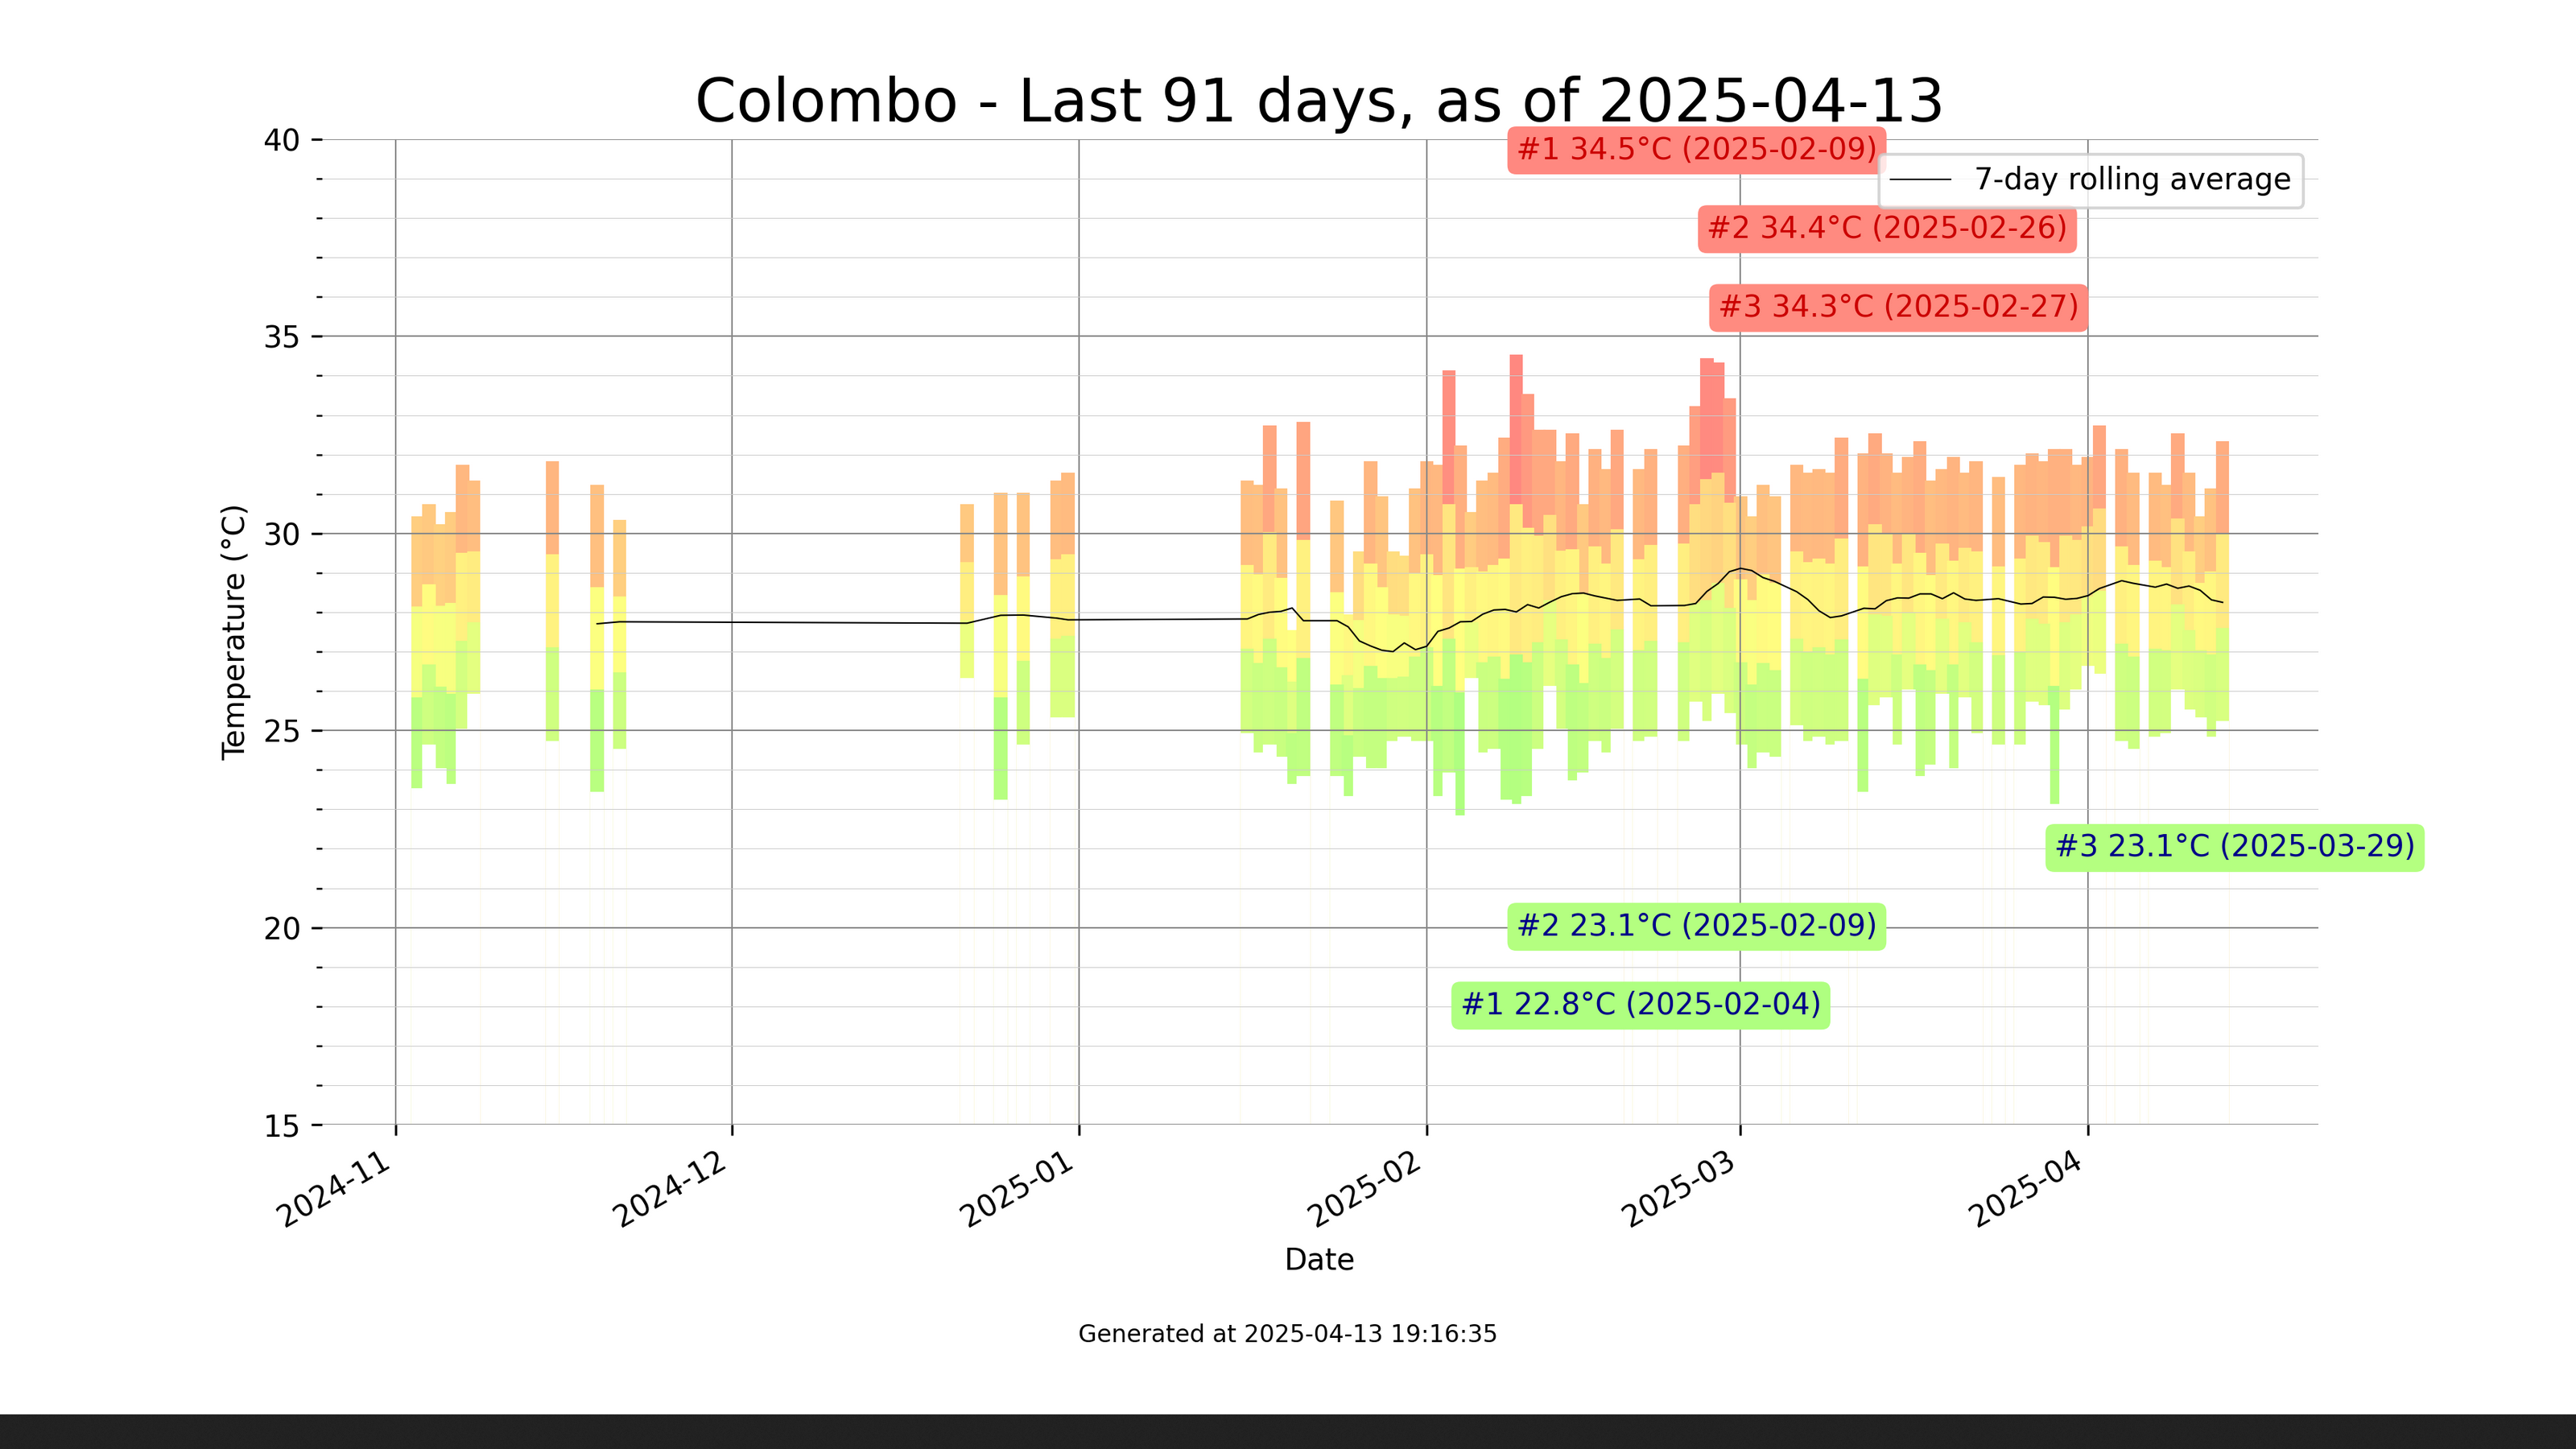 Colombo - Last 91 days, as of 2025-04-13
40
#1 34.5°C (2025-02-09)
7-day rolling average
#2 34.4°C (2025-02-26)
#3 34.3°C (2025-02-27)
35
30
Temperature (°C)
25
#3 23.1°C (2025-03-29)
20
#2 23.1°C (2025-02-09)
#1 22.8°C (2025-02-04)
15
2024-11
2024-12
2025-01
2025-02
2025-03
2025-04
Date
Generated at 2025-04-13 19:16:35